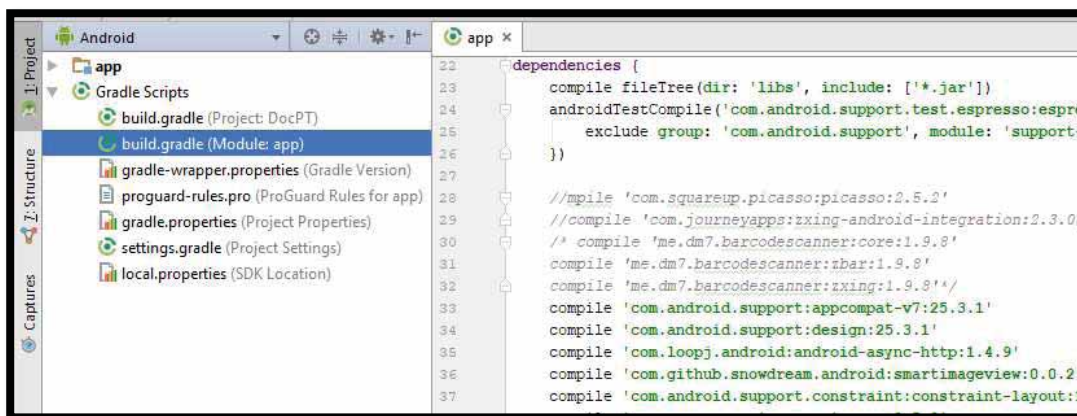 1: Project
7: Structure
Captures
Android
app
Gradle Scripts
build.gradle (Project: DocPT)
build.gradle (Module: app)
gradle-wrapper.properties (Gradle Version)
proguard-rules.pro (ProGuard Rules for app)
gradle.properties (Project Properties)
settings.gradle (Project Settings)
local.properties (SDK Location)
app
22 dependencies {
23 compile fileTree(dir: 'libs', include: ['*.jar'])
24 androidTestCompile('com.android.support.test.espresso:espre
25 exclude group: 'com.android.support', module: 'support-
26 })
27
28 //mpile 'com.squareup.picasso:picasso:2.5.2'
29 //compile 'com.journeyapps:zxing-android-integration:2.3.0
30 /* compile 'me.dm7.barcodescanner:core:1.9.8'
31 compile 'me.dm7.barcodescanner:zbar:1.9.8'
32 compile 'me.dm7.barcodescanner:zxing:1.9.8'*/
33 compile 'com.android.support:appcompat-v7:25.3.1'
34 compile 'com.android.support:design:25.3.1'
35 compile 'com.loopj.android:android-async-http:1.4.9'
36 compile 'com.github.snowdream.android:smartimageview:0.0.2
37 compile 'com.android.support.constraint:constraint-layout: